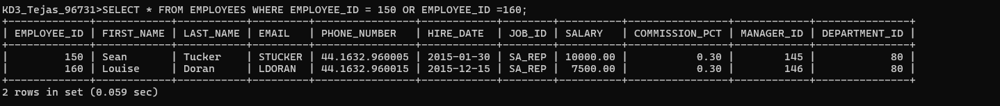 KD3_Tejas_96731>SELECT * FROM EMPLOYEES WHERE EMPLOYEE_ID = 150 OR EMPLOYEE_ID =160;
+-------------+------------+-----------+---------+----------------+------------+--------+----------+----------------+------------+---------------+
| EMPLOYEE_ID | FIRST_NAME | LAST_NAME | EMAIL   | PHONE_NUMBER   | HIRE_DATE  | JOB_ID | SALARY   | COMMISSION_PCT | MANAGER_ID | DEPARTMENT_ID |
+-------------+------------+-----------+---------+----------------+------------+--------+----------+----------------+------------+---------------+
|         150 | Sean       | Tucker    | STUCKER | 44.1632.960005 | 2015-01-30 | SA_REP | 10000.00 |           0.30 |        145 |            80 |
|         160 | Louise     | Doran     | LDORAN  | 44.1632.960015 | 2015-12-15 | SA_REP |  7500.00 |           0.30 |        146 |            80 |
+-------------+------------+-----------+---------+----------------+------------+--------+----------+----------------+------------+---------------+
2 rows in set (0.059 sec)